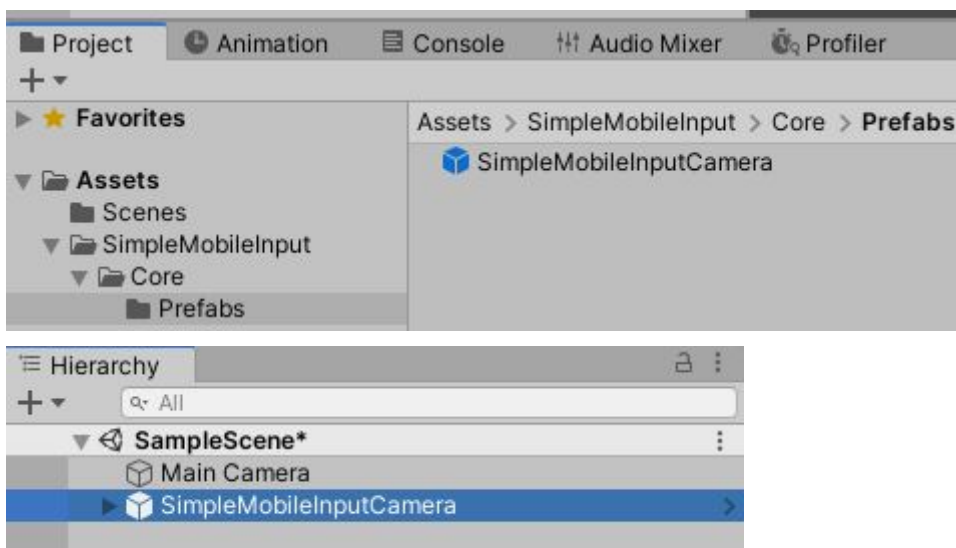 Project Animation Console Audio Mixer Profiler
Favorites
Assets > SimpleMobileInput > Core > Prefabs
SimpleMobileInputCamera
Assets
Scenes
SimpleMobileInput
Core
Prefabs
Hierarchy
All
SampleScene*
Main Camera
SimpleMobileInputCamera